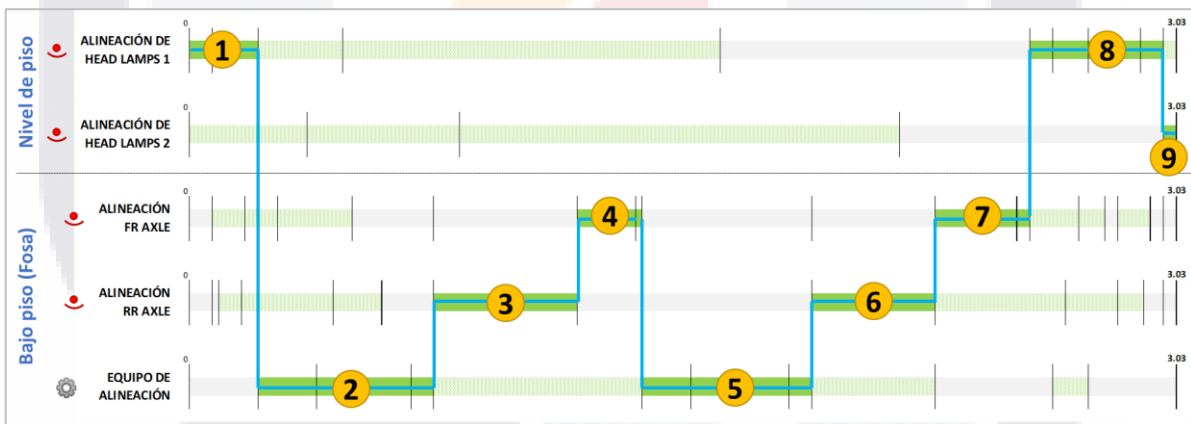 Nivel de piso
ALINEACIÓN DE
HEAD LAMPS 1
0
1
8
3.03
ALINEACIÓN DE
HEAD LAMPS 2
0
3.03
9
Bajo piso (Fosa)
ALINEACIÓN
FR AXLE
0
4
7
3.03
ALINEACIÓN
RR AXLE
0
3
6
3.03
EQUIPO DE
ALINEACIÓN
0
2
5
3.03